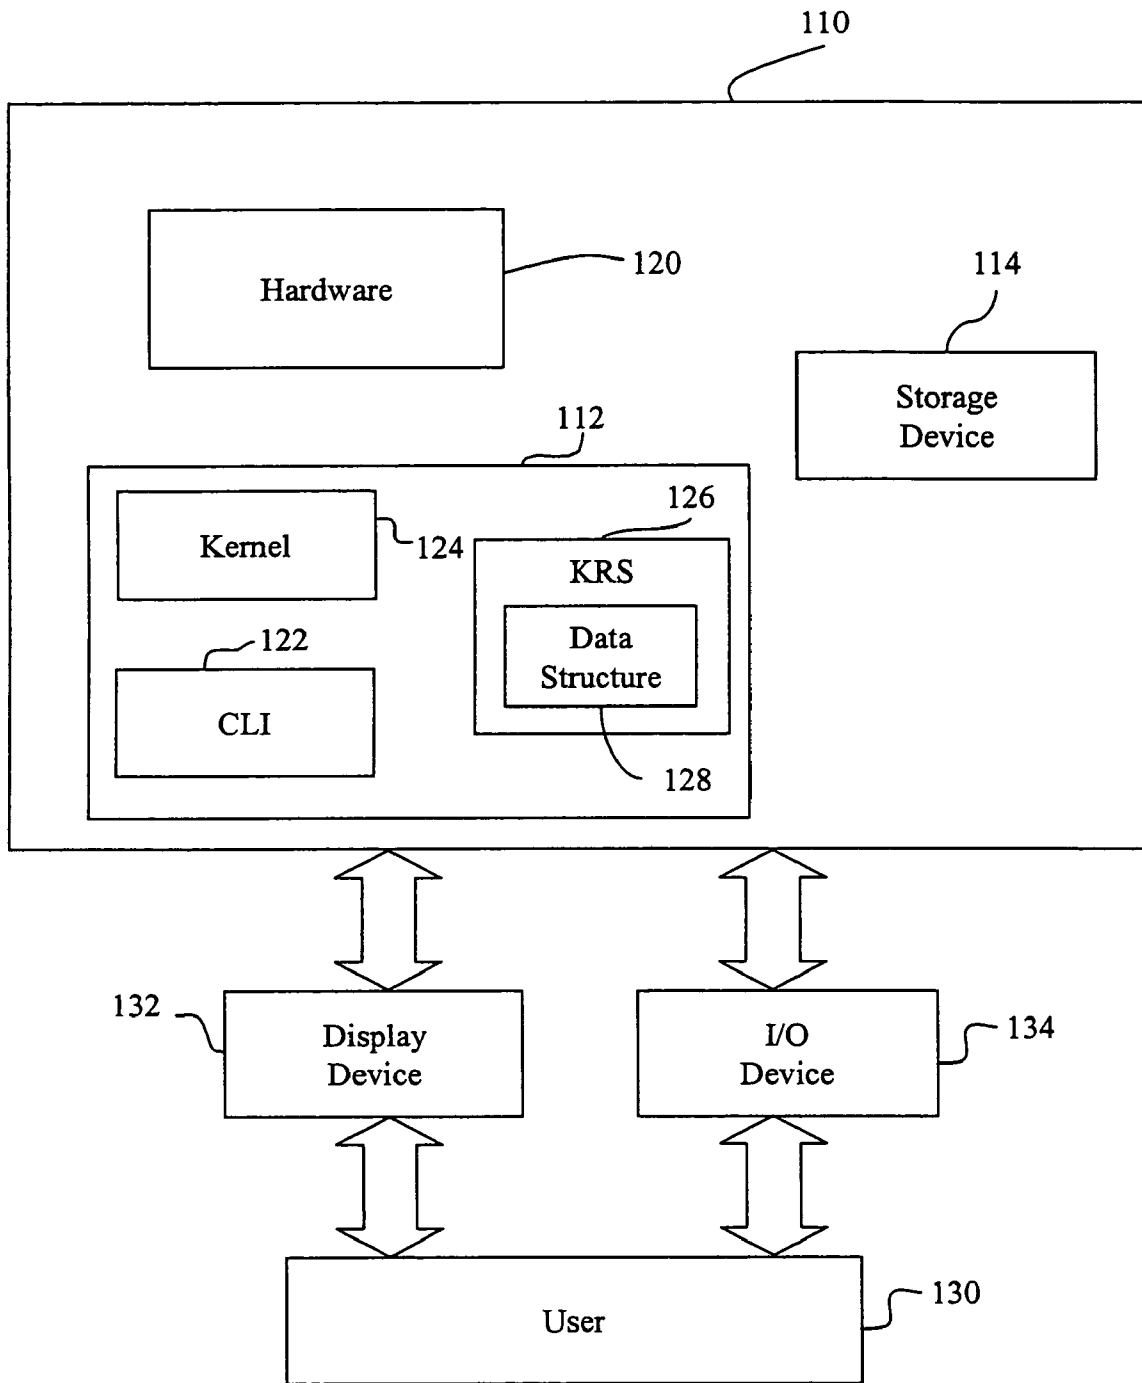 110
Hardware
120
114
Storage
Device
112
Kernel
124
126
KRS
Data
Structure
122
CLI
128
132
Display
Device
I/O
Device
134
User
130